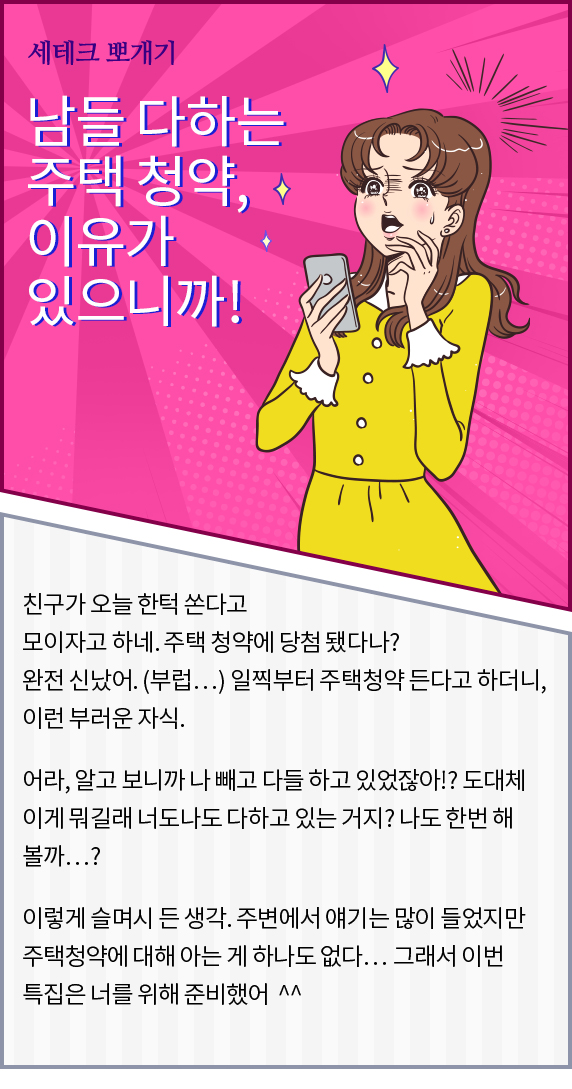 세테크 뽀개기
남들 다하는
주택 청약,
이유가
있으니까!
친구가 오늘 한턱 쏜다고
모이자고 하네. 주택 청약에 당첨 됐다나?
완전 신났어. (부럽…) 일찍부터 주택청약 든다고 하더니,
이런 부러운 자식.
어라, 알고 보니까 나 빼고 다들 하고 있었잖아!? 도대체
이게 뭐길래 너도나도 다하고 있는 거지? 나도 한번 해
볼까…?
이렇게 슬며시 든 생각. 주변에서 얘기는 많이 들었지만
주택청약에 대해 아는 게 하나도 없다… 그래서 이번
특집은 너를 위해 준비했어 ^^